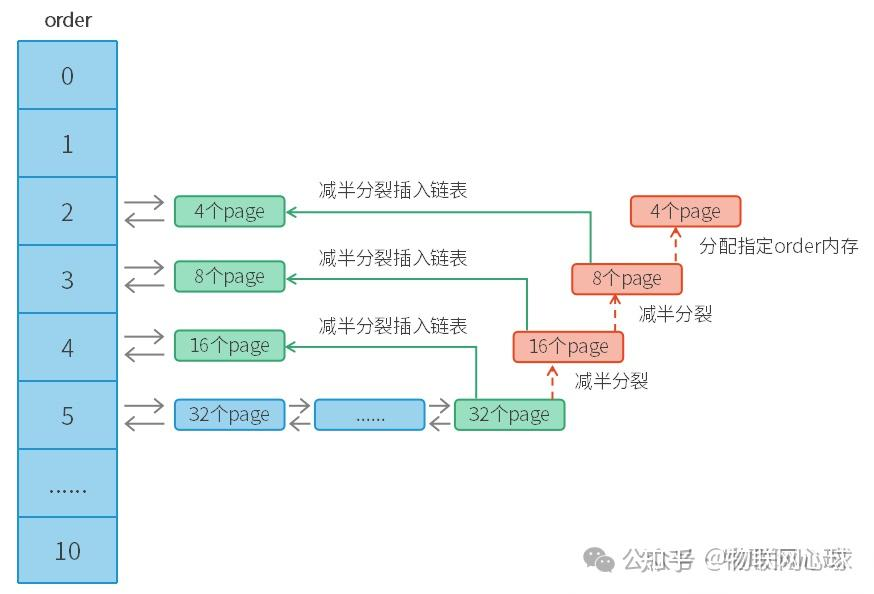 order
0
1
2
4个page
减半分裂插入链表
4个page
分配指定order内存
3
8个page
减半分裂插入链表
8个page
减半分裂
4
16个page
减半分裂插入链表
16个page
减半分裂
5
32个page
......
32个page
......
10
知乎 @物联网心球